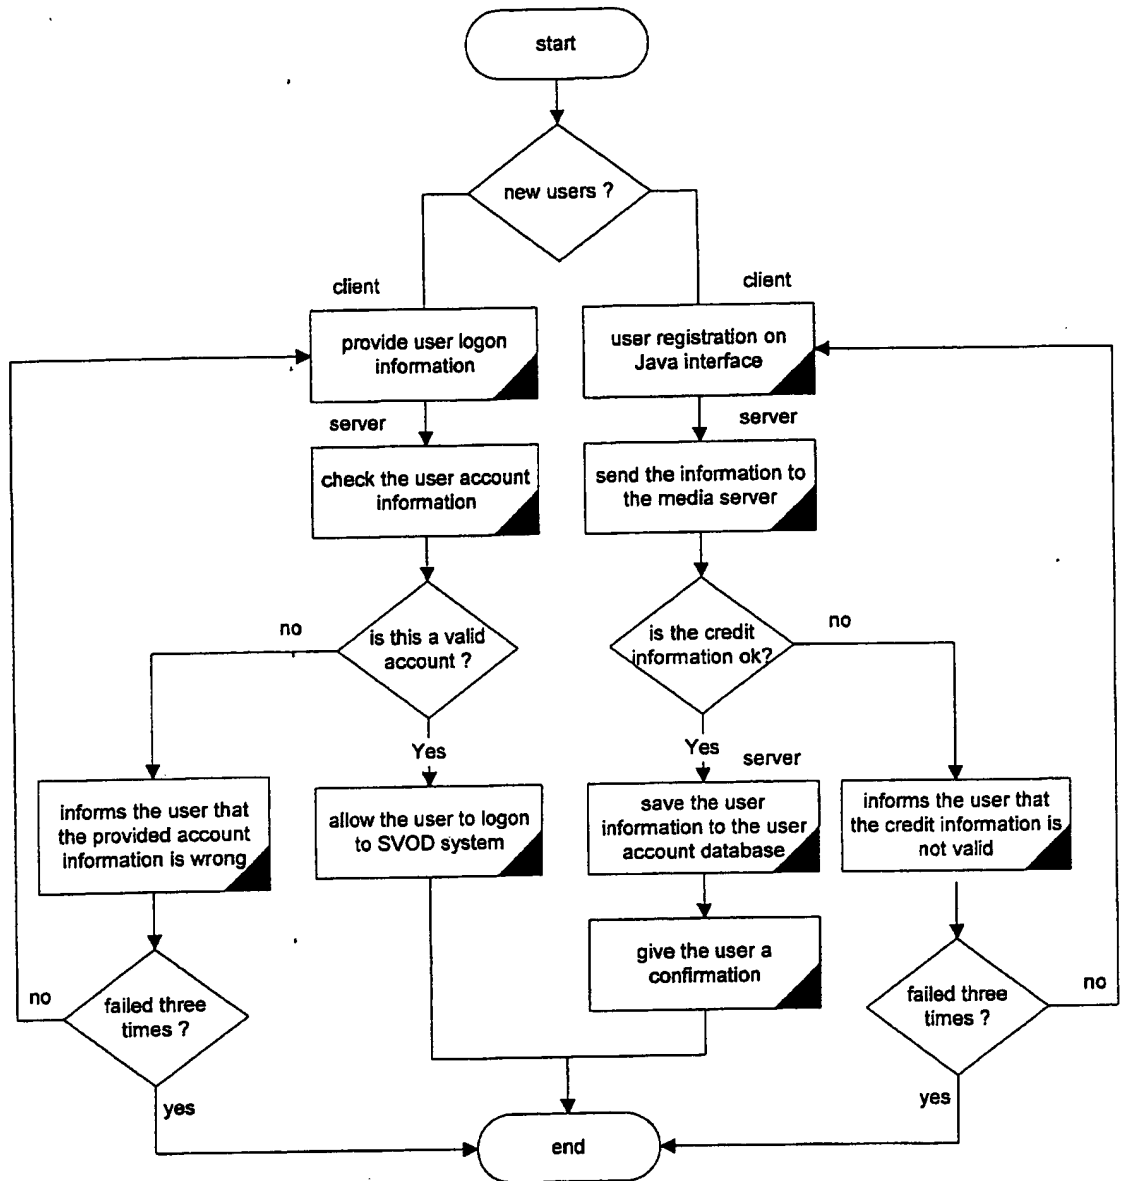 start
new users ?
client
client
provide user logon
information
user registration on
Java interface
server
server
check the user account
information
send the information to
the media server
no
is this a valid
account ?
is the credit
information ok?
no
Yes
Yes
server
informs the user that
the provided account
information is wrong
allow the user to logon
to SVOD system
save the user
information to the user
account database
informs the user that
the credit information is
not valid
give the user a
confirmation
no
failed three
times ?
failed three
times ?
no
yes
yes
end